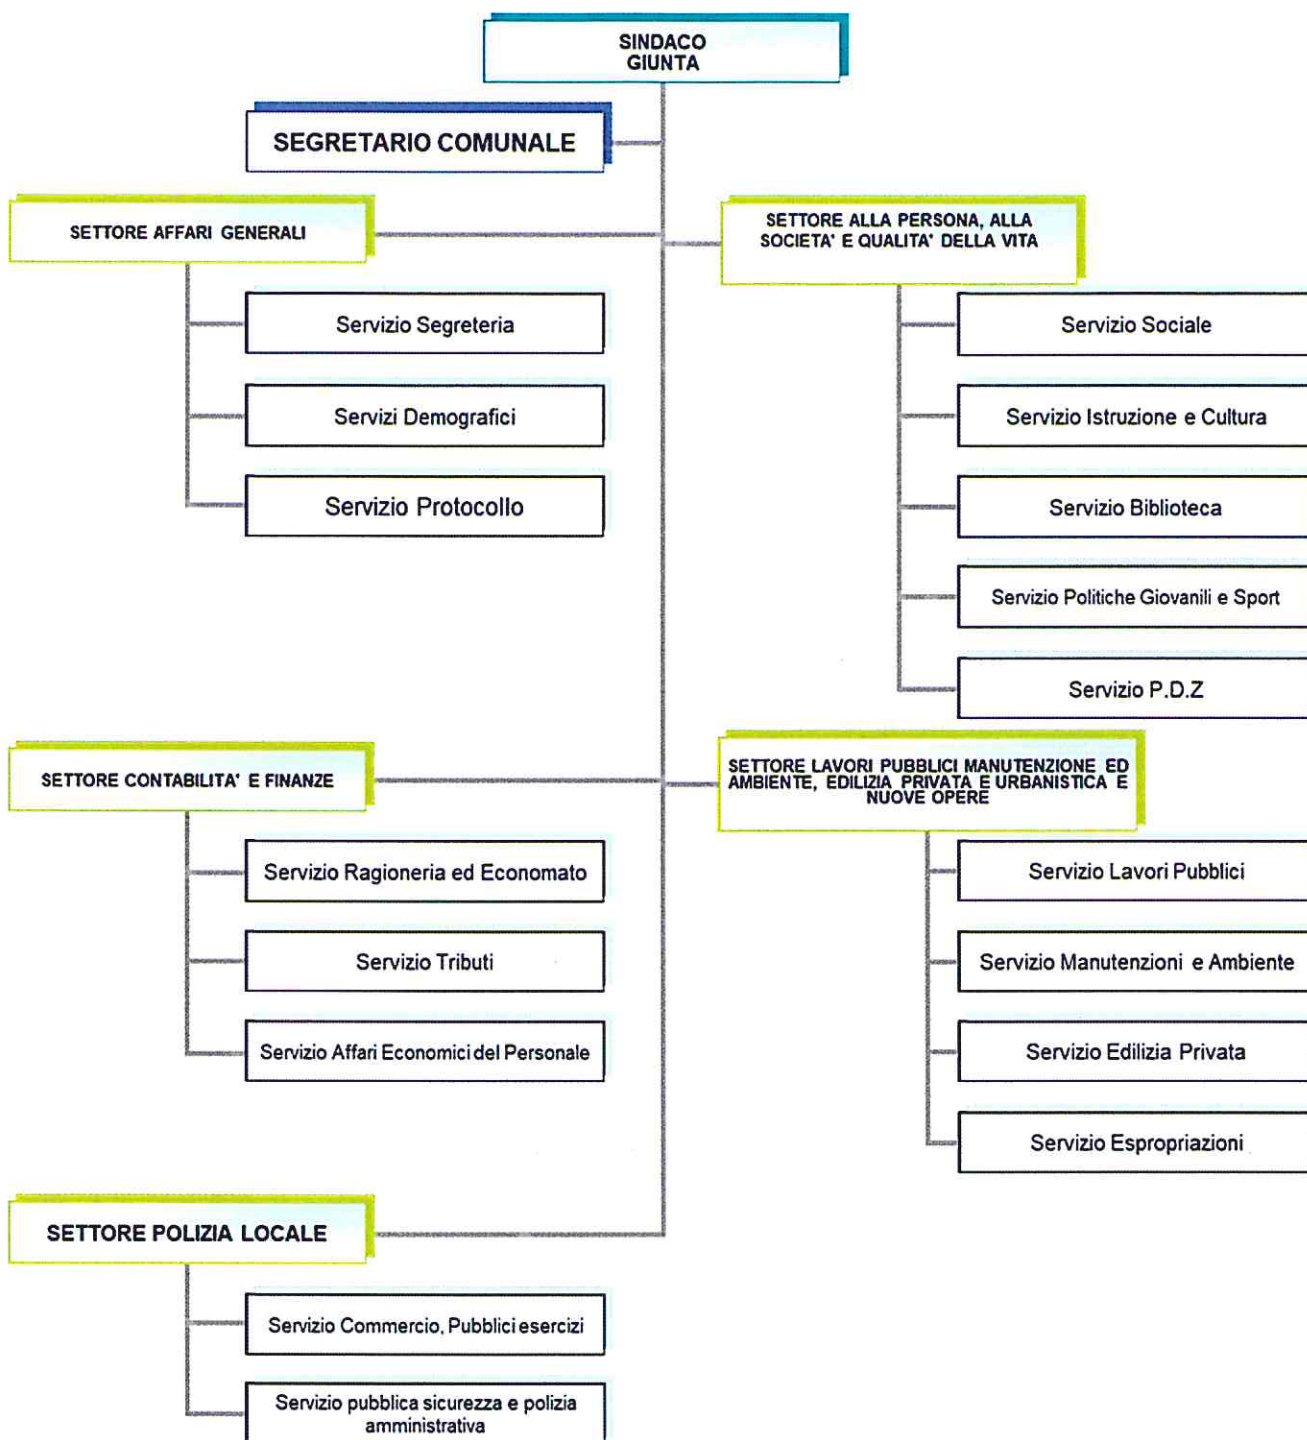 SINDACO
GIUNTA
SEGRETARIO COMUNALE
SETTORE AFFARI GENERALI
Servizio Segreteria
Servizi Demografici
Servizio Protocollo
SETTORE ALLA PERSONA, ALLA
SOCIETA' E QUALITA' DELLA VITA
Servizio Sociale
Servizio Istruzione e Cultura
Servizio Biblioteca
Servizio Politiche Giovanili e Sport
Servizio P.D.Z
SETTORE CONTABILITA' E FINANZE
Servizio Ragioneria ed Economato
Servizio Tributi
Servizio Affari Economici del Personale
SETTORE LAVORI PUBBLICI MANUTENZIONE ED
AMBIENTE, EDILIZIA PRIVATA E URBANISTICA E
NUOVE OPERE
Servizio Lavori Pubblici
Servizio Manutenzioni e Ambiente
Servizio Edilizia Privata
Servizio Espropriazioni
SETTORE POLIZIA LOCALE
Servizio Commercio, Pubblici esercizi
Servizio pubblica sicurezza e polizia
amministrativa